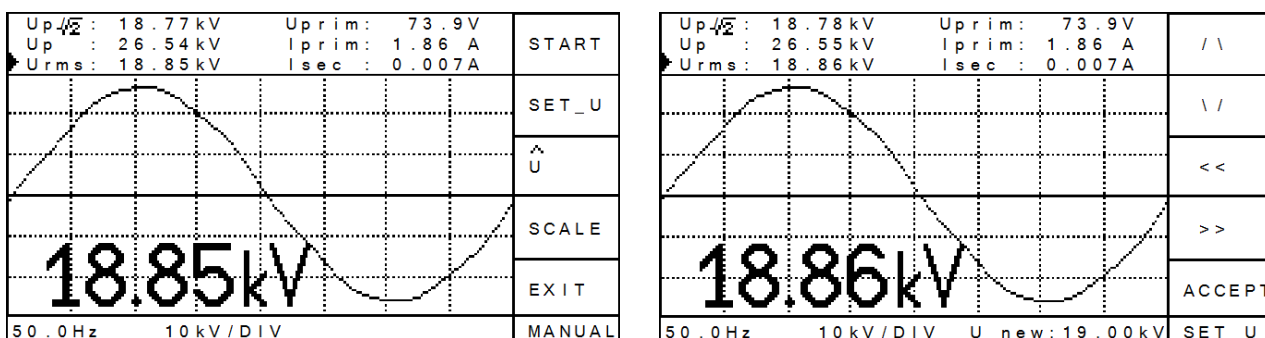 Up/√2 : 18.77kV Uprim: 73.9V
Up : 26.54kV Iprim: 1.86 A
Urms: 18.85kV Isec : 0.007A
START
SET_U
^
U
SCALE
EXIT
18.85kV
50.0Hz 10kV/DIV MANUAL
Up/√2 : 18.78kV Uprim: 73.9V
Up : 26.55kV Iprim: 1.86 A
Urms: 18.86kV Isec : 0.007A
/\
\/
<<
>>
ACCEPT
18.86kV
50.0Hz 10kV/DIV U new:19.00kV SET U